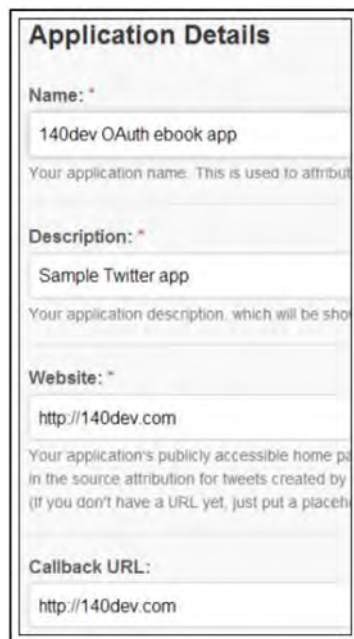 Application Details
Name: *
140dev OAuth ebook app
Your application name. This is used to attribut
Description: *
Sample Twitter app
Your application description, which will be sho
Website: *
http://140dev.com
Your application's publicly accessible home pa
in the source attribution for tweets created by
(If you don't have a URL yet, just put a placeh
Callback URL:
http://140dev.com